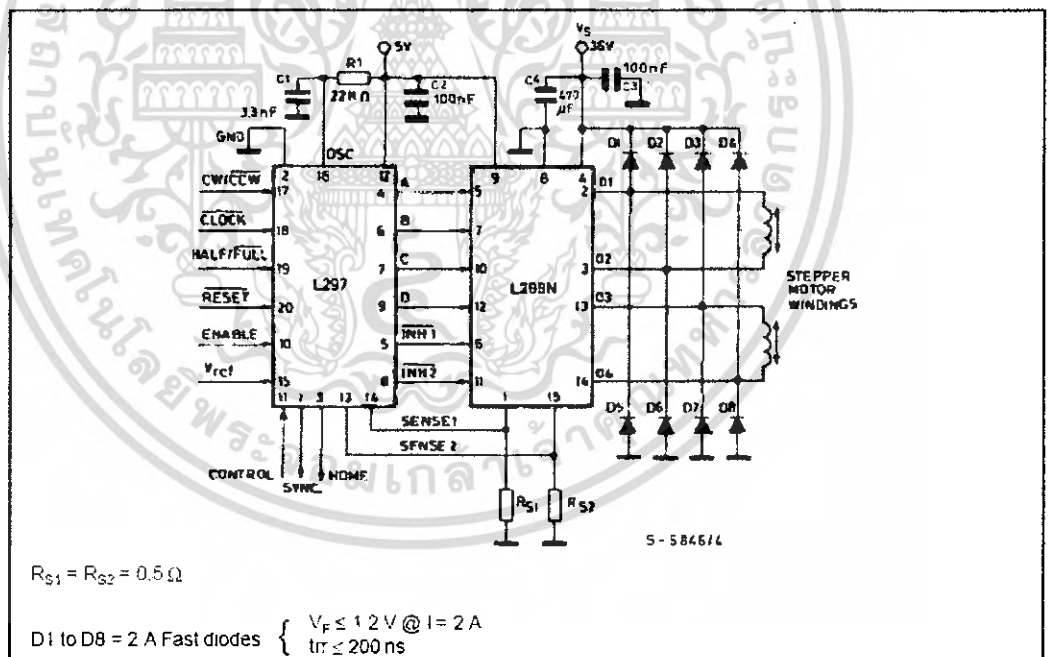 5V
Vs
36V
R1
C1
22KΩ
3.3nF
C2
100nF
C4
470
µF
100nF
C3
GND
OSC
D1 D2 D3 D4
2 16 12
9 8 4
CW/CCW 17
4 A 5
CLOCK 18
6 B 7
HALF/FULL 19
7 C 10
L297
L298N
RESET 20
9 D 12
ENABLE 10
5 INH1 6
Vref 15
8 INH2 11
2 O1
3 O2
13 O3
14 O4
STEPPER
MOTOR
WINDINGS
11 1 3 13 14
1 15
D5 D6 D7 D8
SENSE1
SENSE 2
CONTROL
SYNC
HOME
RS1
RS2
S-5846/4
RS1 = RS2 = 0.5 Ω
D1 to D8 = 2 A Fast diodes { VF ≤ 1.2 V @ I = 2 A
trr ≤ 200 ns